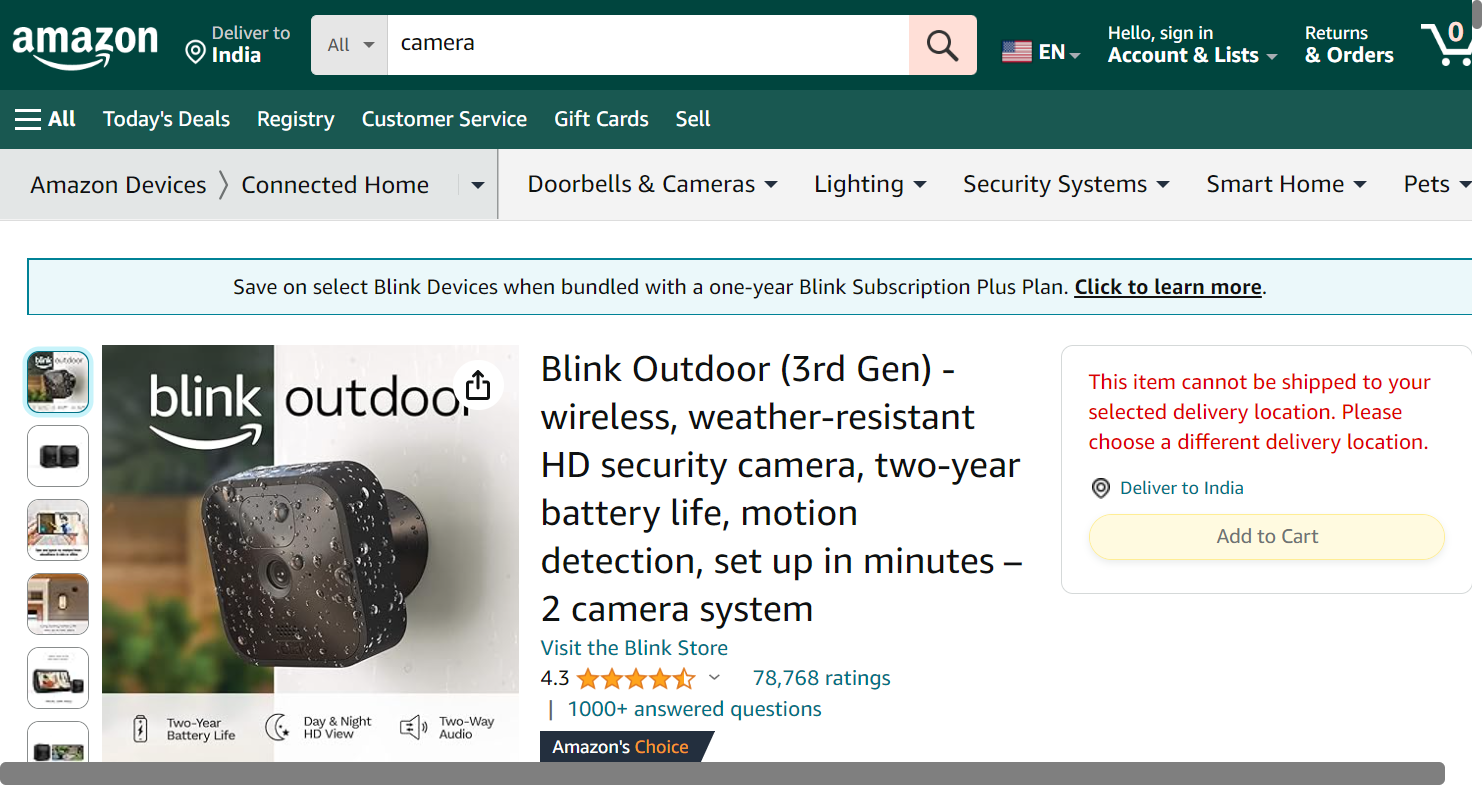 amazon
Deliver to
India
All
camera
EN
Hello, sign in
Account & Lists
Returns
& Orders
0
All
Today's Deals
Registry
Customer Service
Gift Cards
Sell
Amazon Devices
Connected Home
Doorbells & Cameras
Lighting
Security Systems
Smart Home
Pets
Save on select Blink Devices when bundled with a one-year Blink Subscription Plus Plan. Click to learn more.
blink outdoor
blink outdoor
Two-Year
Battery Life
Day & Night
HD View
Two-Way
Audio
Blink Outdoor (3rd Gen) -
wireless, weather-resistant
HD security camera, two-year
battery life, motion
detection, set up in minutes –
2 camera system
Visit the Blink Store
4.3
78,768 ratings
| 1000+ answered questions
Amazon's Choice
This item cannot be shipped to your
selected delivery location. Please
choose a different delivery location.
Deliver to India
Add to Cart